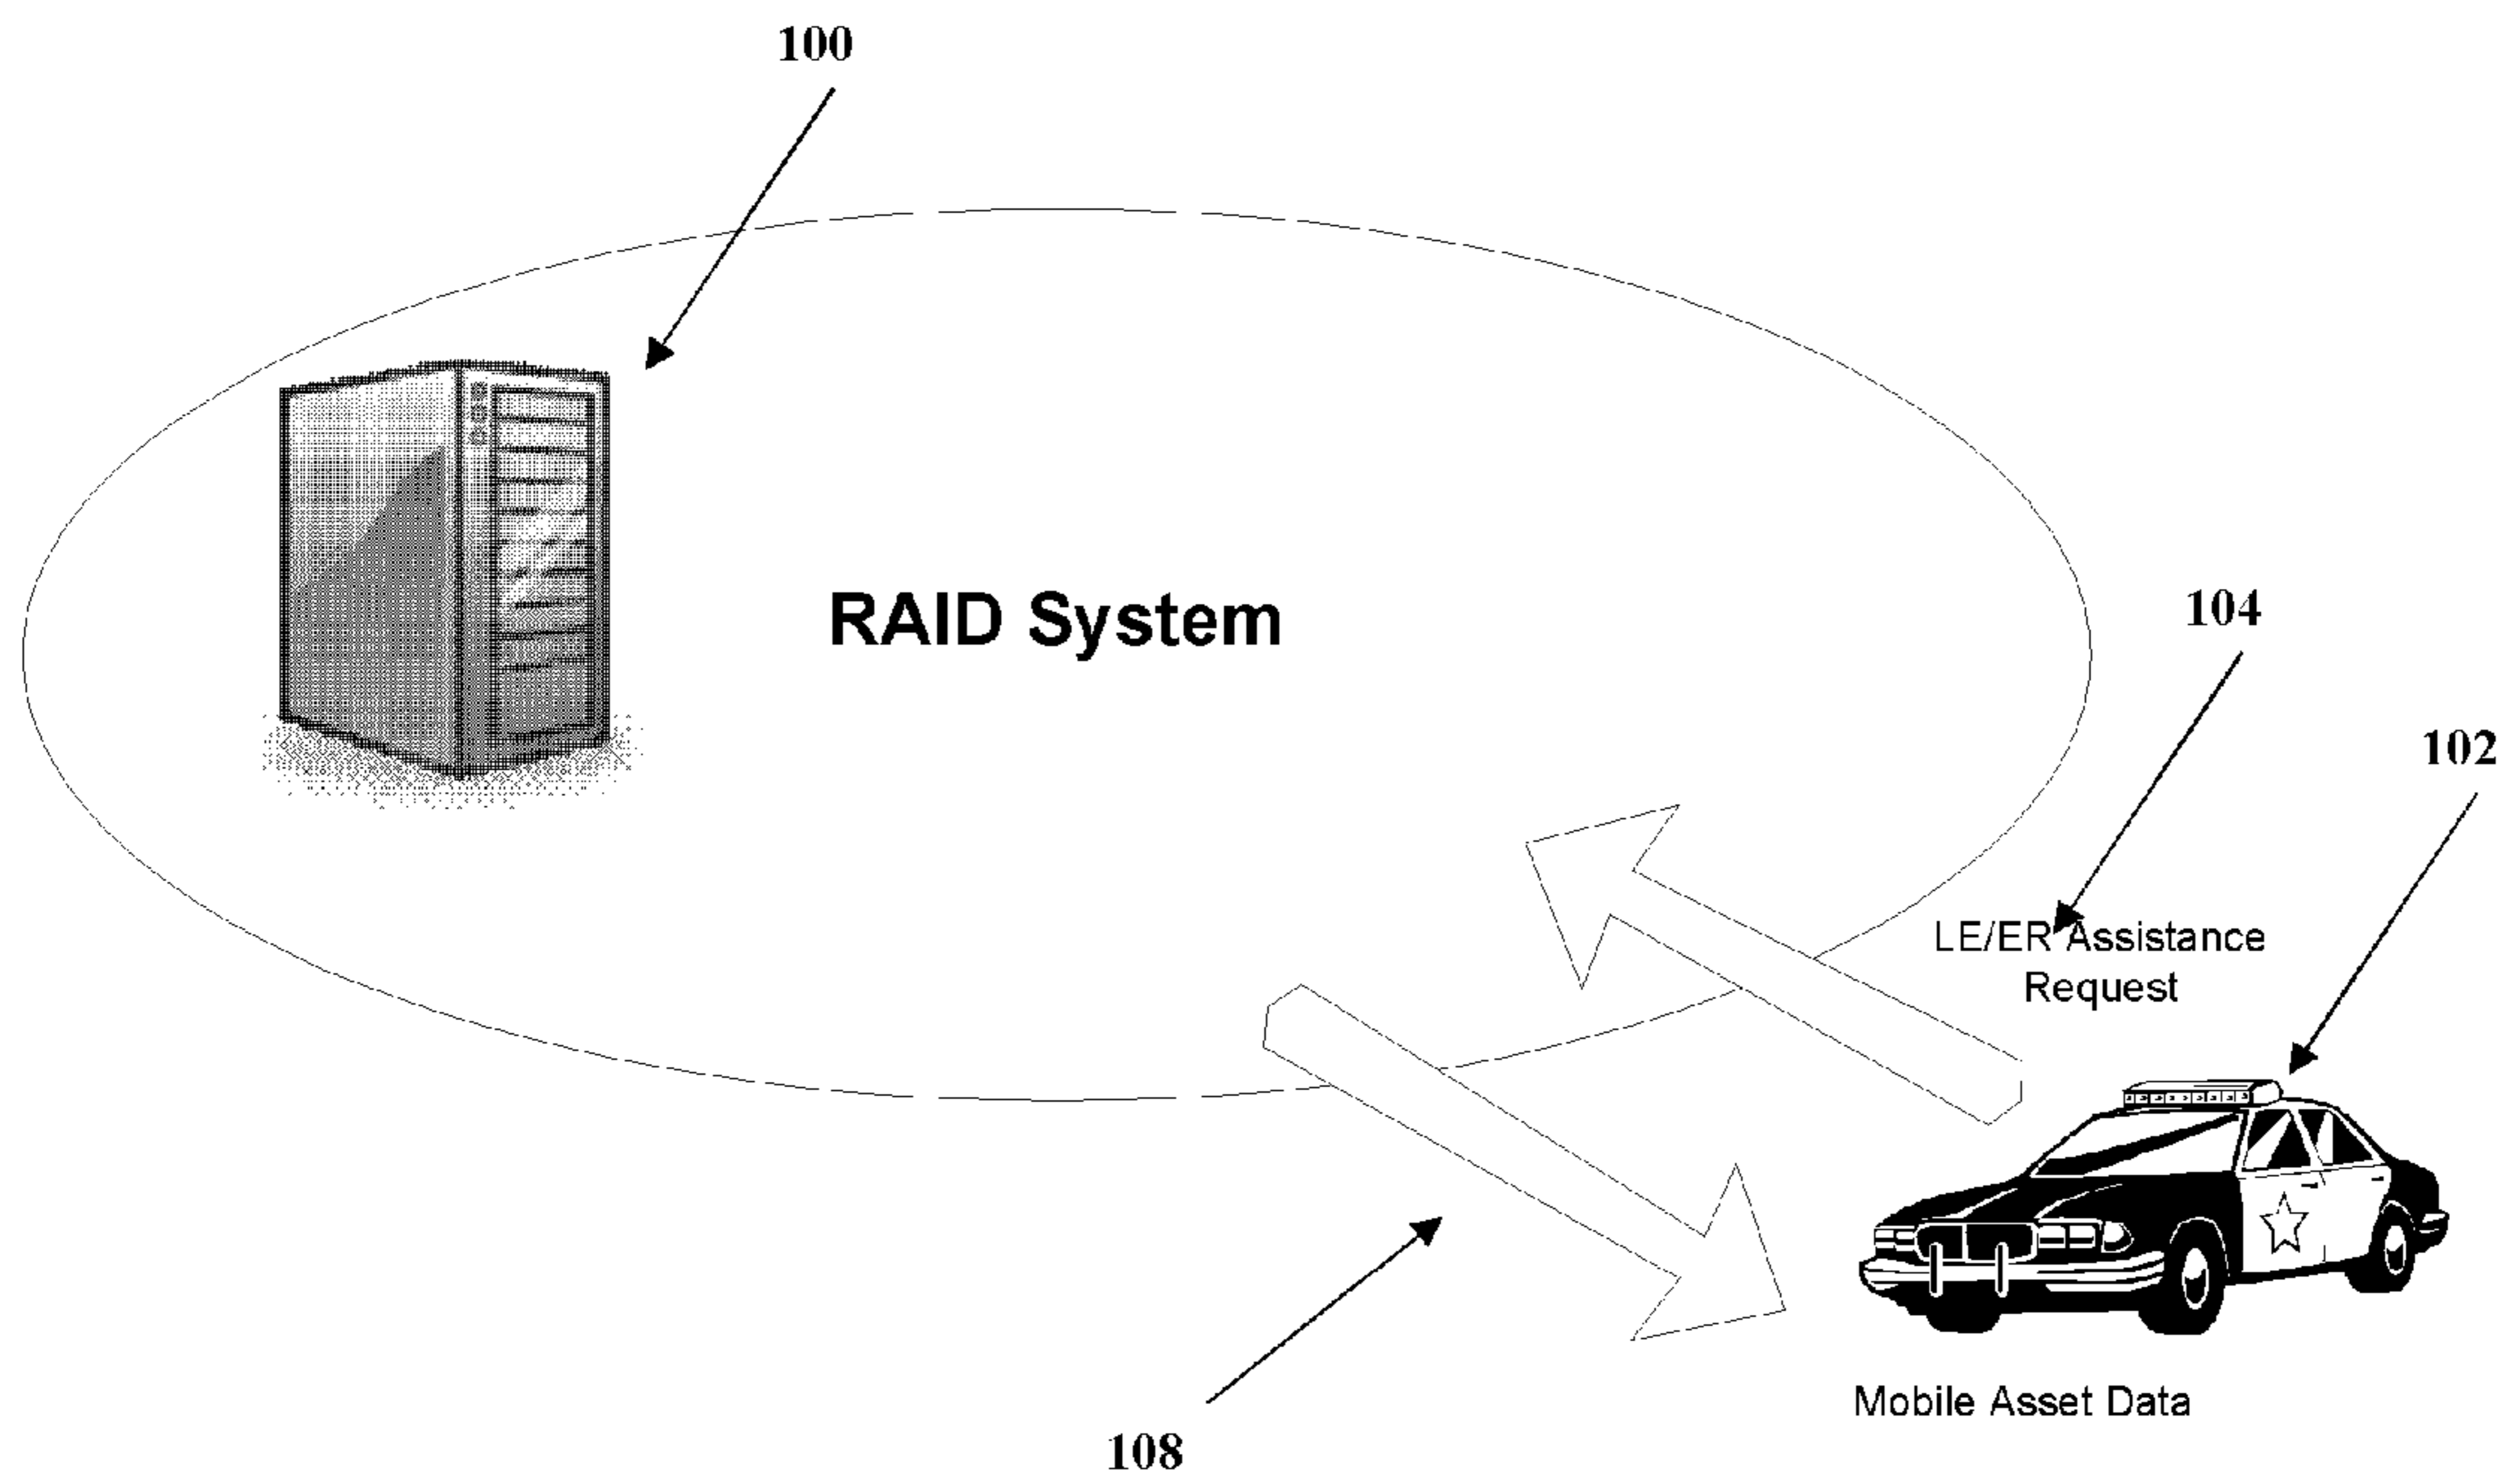 100
RAID System
104
102
LE/ER Assistance
Request
Mobile Asset Data
108